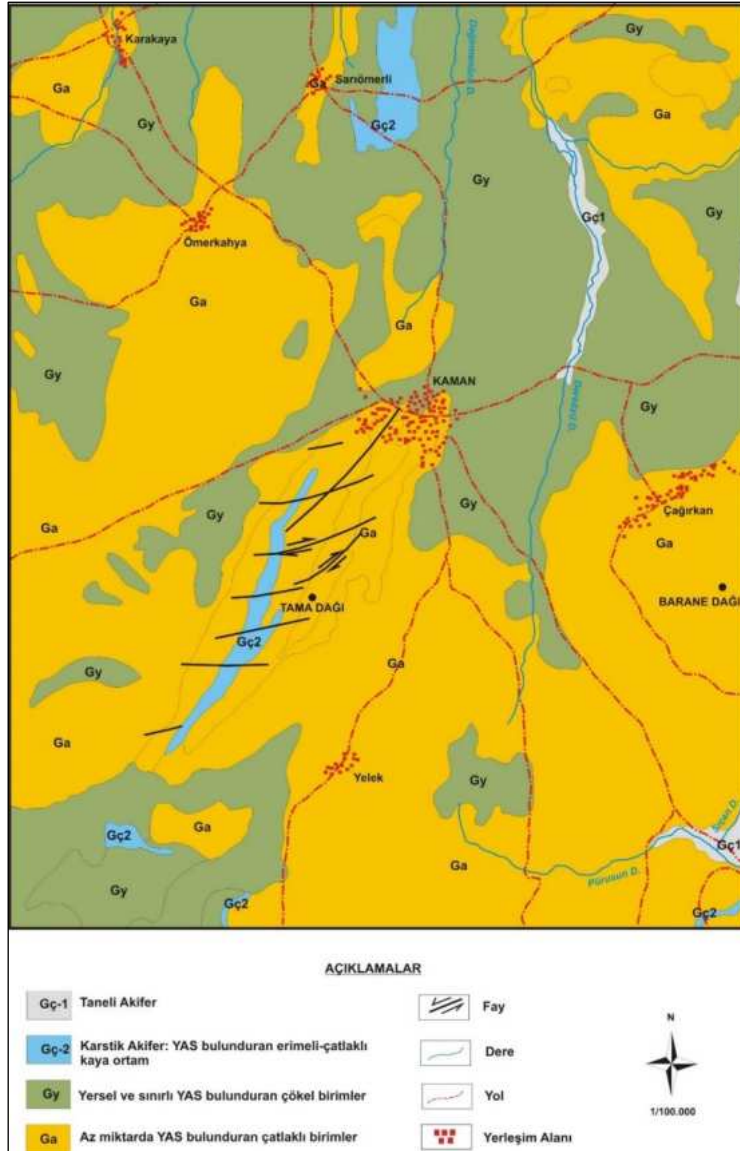 Karakaya
Gy
Sarıömerli
Ga
Ga
Değirmenözü D.
Gç2
Gy
Ga
Gy
Gç1
Gy
Ömerkahya
Ga
Ga
Gy
KAMAN
Gy
Dereözü D.
Çağırkan
Ga
Gy
Gy
Ga
Ga
TAMA DAĞI
BARANE DAĞI
Gç2
Ga
Gy
Ga
Yelek
Gy
Gç2
Ga
Gy
Gç2
Ga
Pürusun D.
Gç1
Gç2
AÇIKLAMALAR
Gç-1 Taneli Akifer
Gç-2 Karstik Akifer: YAS bulunduran erimeli-çatlaklı
kaya ortam
Gy Yersel ve sınırlı YAS bulunduran çökel birimler
Ga Az miktarda YAS bulunduran çatlaklı birimler
Fay
Dere
Yol
Yerleşim Alanı
N
1/100.000